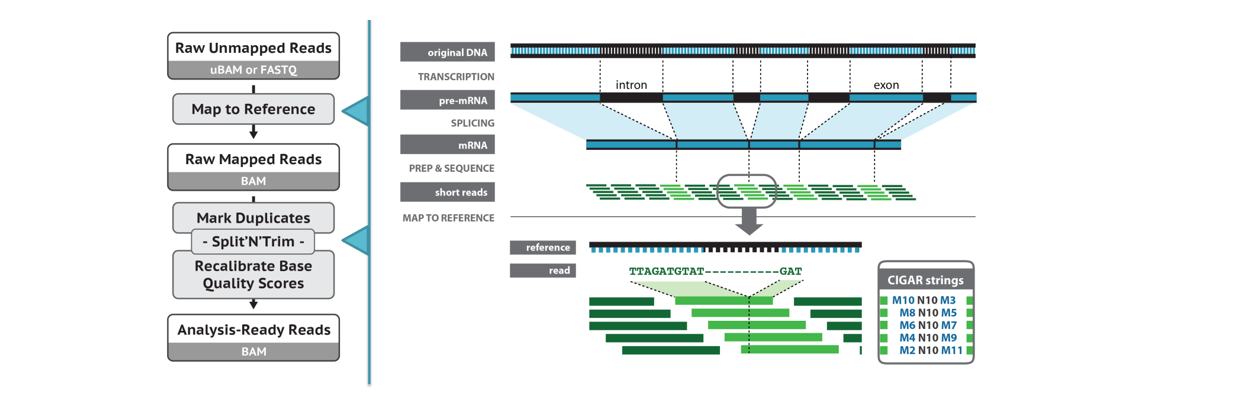 Raw Unmapped Reads
uBAM or FASTQ
Map to Reference
Raw Mapped Reads
BAM
Mark Duplicates
- Split'N'Trim -
Recalibrate Base
Quality Scores
Analysis-Ready Reads
BAM
original DNA
TRANSCRIPTION
intron
exon
pre-mRNA
SPLICING
mRNA
PREP & SEQUENCE
short reads
MAP TO REFERENCE
reference
read
TTAGATGTAT----------GAT
CIGAR strings
M10 N10 M3
M8 N10 M5
M6 N10 M7
M4 N10 M9
M2 N10 M11